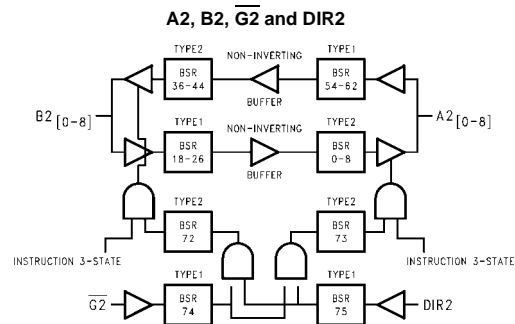 A2, B2, G2 and DIR2
TYPE2 NON-INVERTING TYPE1
BSR 36-44
BSR 54-62
BUFFER
B2 [0-8]
A2 [0-8]
TYPE1 NON-INVERTING TYPE2
BSR 18-26
BSR 0-8
BUFFER
TYPE2 TYPE2
BSR 72
BSR 73
INSTRUCTION 3-STATE
INSTRUCTION 3-STATE
TYPE1 TYPE1
G2
BSR 74
BSR 75
DIR2